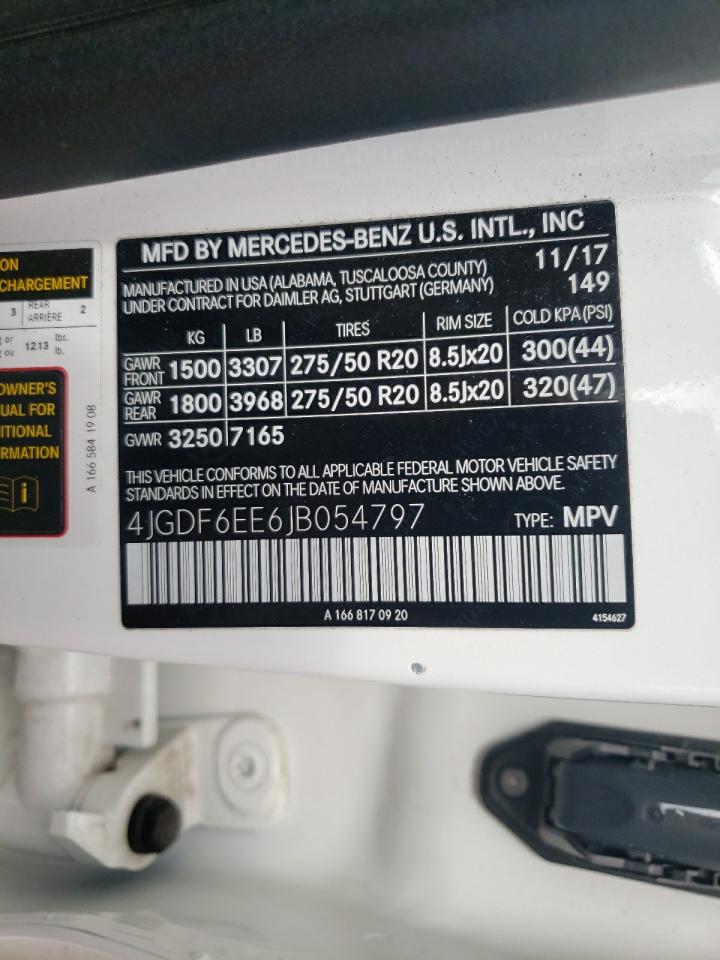 ON
CHARGEMENT
3 REAR ARRIÈRE 2
or ou 1213 lbs. lb.
OWNER'S
UAL FOR
ITIONAL
RMATION
i
A 166 584 19 08
MFD BY MERCEDES-BENZ U.S. INTL., INC
MANUFACTURED IN USA (ALABAMA, TUSCALOOSA COUNTY) 11/17
UNDER CONTRACT FOR DAIMLER AG, STUTTGART (GERMANY) 149
KG LB TIRES RIM SIZE COLD KPA (PSI)
GAWR FRONT 1500 3307 275/50 R20 8.5Jx20 300(44)
GAWR REAR 1800 3968 275/50 R20 8.5Jx20 320(47)
GVWR 3250 7165
THIS VEHICLE CONFORMS TO ALL APPLICABLE FEDERAL MOTOR VEHICLE SAFETY
STANDARDS IN EFFECT ON THE DATE OF MANUFACTURE SHOWN ABOVE.
4JGDF6EE6JB054797 TYPE: MPV
A 166 817 09 20
4154627